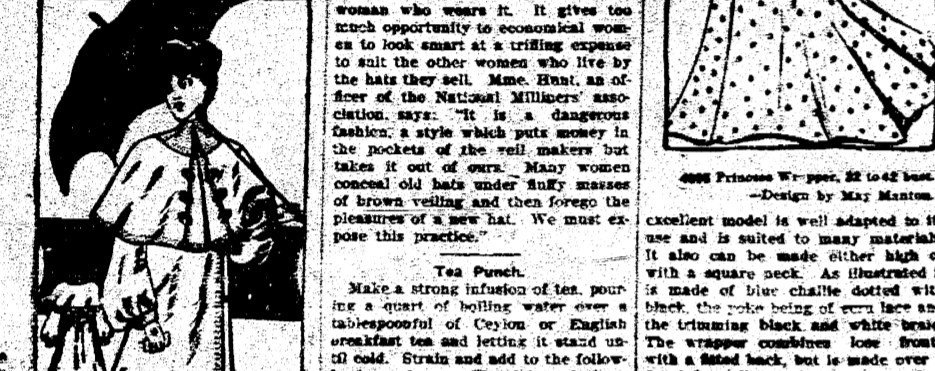 woman who wears it. It gives too
much opportunity to economical wom-
en to look smart at a trifling expense
to suit the other women who live by
the hats they sell. Mme. Hunt, an of-
ficer of the National Milliners' asso-
ciation, says: "It is a dangerous
fashion, a style which puts money in
the pockets of the veil makers but
takes it out of ours. Many women
conceal old hats under fluffy masses
of brown veiling and then forego the
pleasures of a new hat. We must ex-
pose this practice."
Tea Punch.
Make a strong infusion of tea, pour-
ing a quart of boiling water over a
tablespoonful of Ceylon or English
breakfast tea and letting it stand un-
til cold. Strain and add to the follow-
Princess Wrapper, 32 to 42 bust.
—Design by May Manton.
excellent model is well adapted to
use and is suited to many material
It also can be made either high
with a square neck. As illustrated
is made of blue challie dotted wit
black, the yoke being of ecru lace an
the trimming black and white braid
The wrapper combines lose front
with a fitted back, but is made over